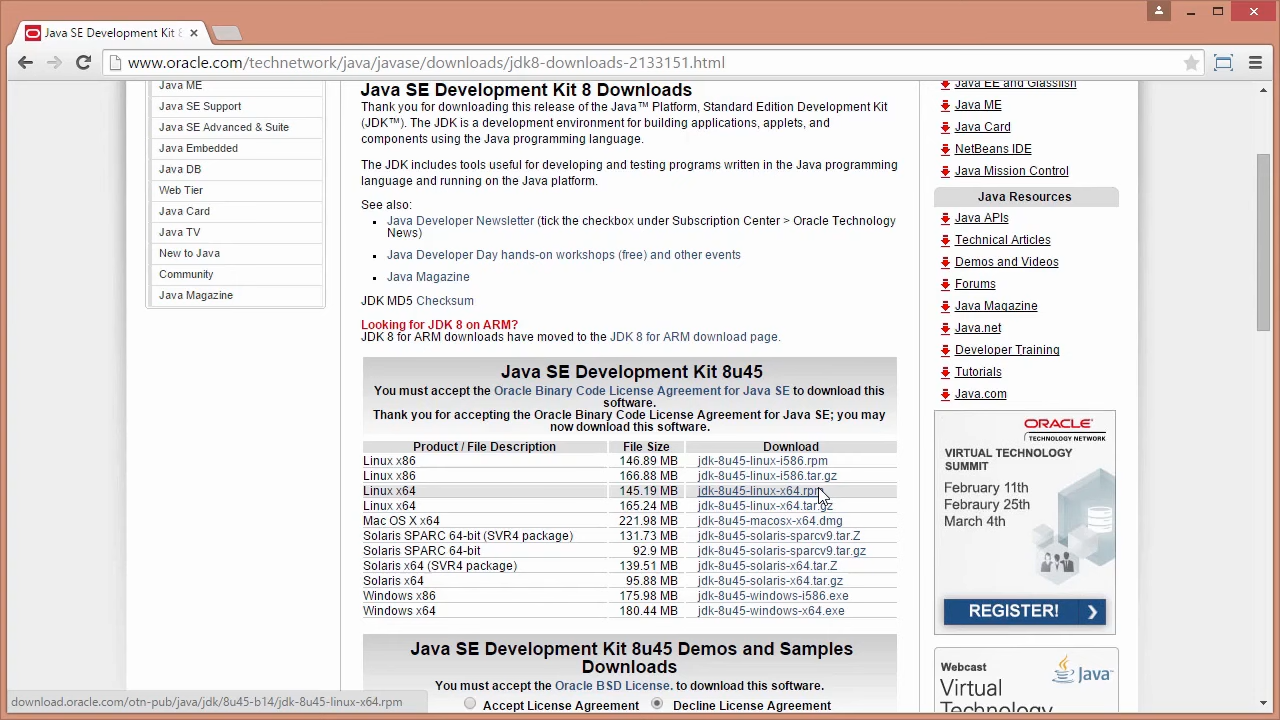 Java SE Development Kit 8
www.oracle.com/technetwork/java/javase/downloads/jdk8-downloads-2133151.html
Java ME
Java SE Support
Java SE Advanced & Suite
Java Embedded
Java DB
Web Tier
Java Card
Java TV
New to Java
Community
Java Magazine
Java SE Development Kit 8 Downloads
Thank you for downloading this release of the Java™ Platform, Standard Edition Development Kit
(JDK™). The JDK is a development environment for building applications, applets, and
components using the Java programming language.
The JDK includes tools useful for developing and testing programs written in the Java programming
language and running on the Java platform.
See also:
Java Developer Newsletter (tick the checkbox under Subscription Center > Oracle Technology
News)
Java Developer Day hands-on workshops (free) and other events
Java Magazine
JDK MD5 Checksum
Looking for JDK 8 on ARM?
JDK 8 for ARM downloads have moved to the JDK 8 for ARM download page.
Java SE Development Kit 8u45
You must accept the Oracle Binary Code License Agreement for Java SE to download this
software.
Thank you for accepting the Oracle Binary Code License Agreement for Java SE; you may
now download this software.
Product / File Description File Size Download
Linux x86 146.89 MB jdk-8u45-linux-i586.rpm
Linux x86 166.88 MB jdk-8u45-linux-i586.tar.gz
Linux x64 145.19 MB jdk-8u45-linux-x64.rpm
Linux x64 165.24 MB jdk-8u45-linux-x64.tar.gz
Mac OS X x64 221.98 MB jdk-8u45-macosx-x64.dmg
Solaris SPARC 64-bit (SVR4 package) 131.73 MB jdk-8u45-solaris-sparcv9.tar.Z
Solaris SPARC 64-bit 92.9 MB jdk-8u45-solaris-sparcv9.tar.gz
Solaris x64 (SVR4 package) 139.51 MB jdk-8u45-solaris-x64.tar.Z
Solaris x64 95.88 MB jdk-8u45-solaris-x64.tar.gz
Windows x86 175.98 MB jdk-8u45-windows-i586.exe
Windows x64 180.44 MB jdk-8u45-windows-x64.exe
Java SE Development Kit 8u45 Demos and Samples
Downloads
You must accept the Oracle BSD License. to download this software.
Accept License Agreement Decline License Agreement
Java EE and Glassfish
Java ME
Java Card
NetBeans IDE
Java Mission Control
Java Resources
Java APIs
Technical Articles
Demos and Videos
Forums
Java Magazine
Java.net
Developer Training
Tutorials
Java.com
ORACLE
TECHNOLOGY NETWORK
VIRTUAL TECHNOLOGY
SUMMIT
February 11th
Febraury 25th
March 4th
REGISTER!
Webcast
Java
Virtual
Technology
download.oracle.com/otn-pub/java/jdk/8u45-b14/jdk-8u45-linux-x64.rpm